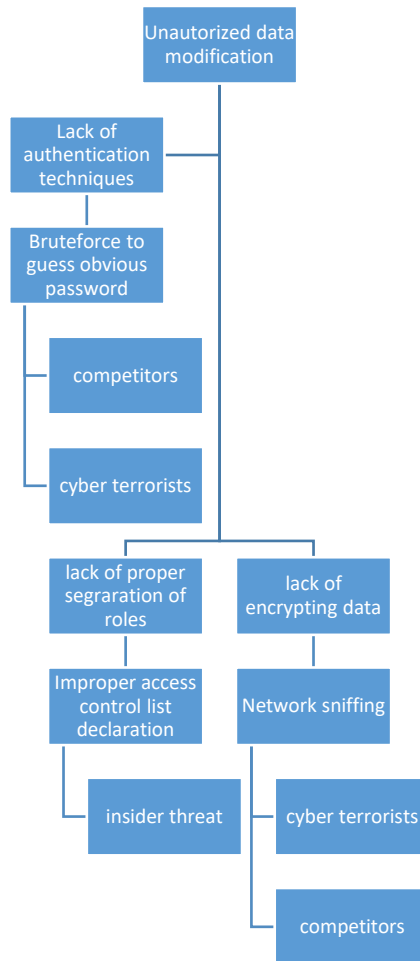 Unautorized data
modification
Lack of
authentication
techniques
Bruteforce to
guess obvious
password
competitors
cyber terrorists
lack of proper
segraration of
roles
lack of
encrypting data
Improper access
control list
declaration
Network sniffing
insider threat
cyber terrorists
competitors